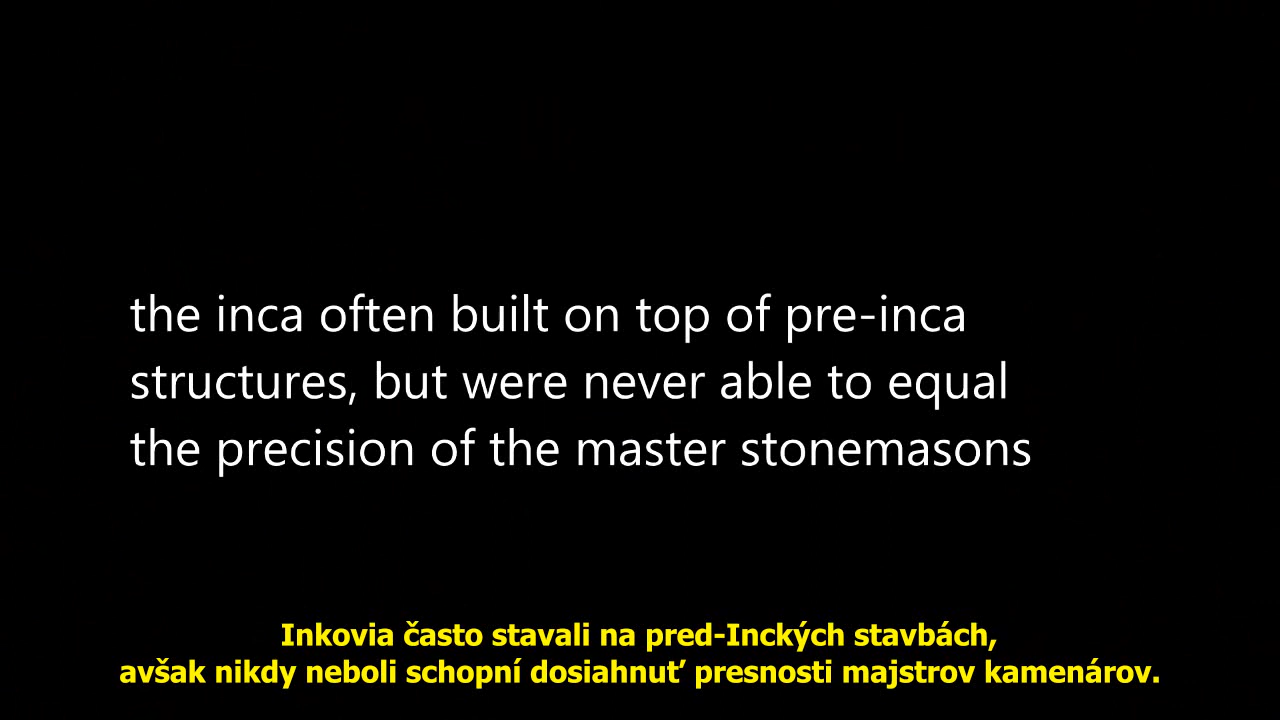 the inca often built on top of pre-inca
structures, but were never able to equal
the precision of the master stonemasons
Inkovia často stavali na pred-Inckých stavbách,
avšak nikdy neboli schopní dosiahnuť presnosti majstrov kamenárov.